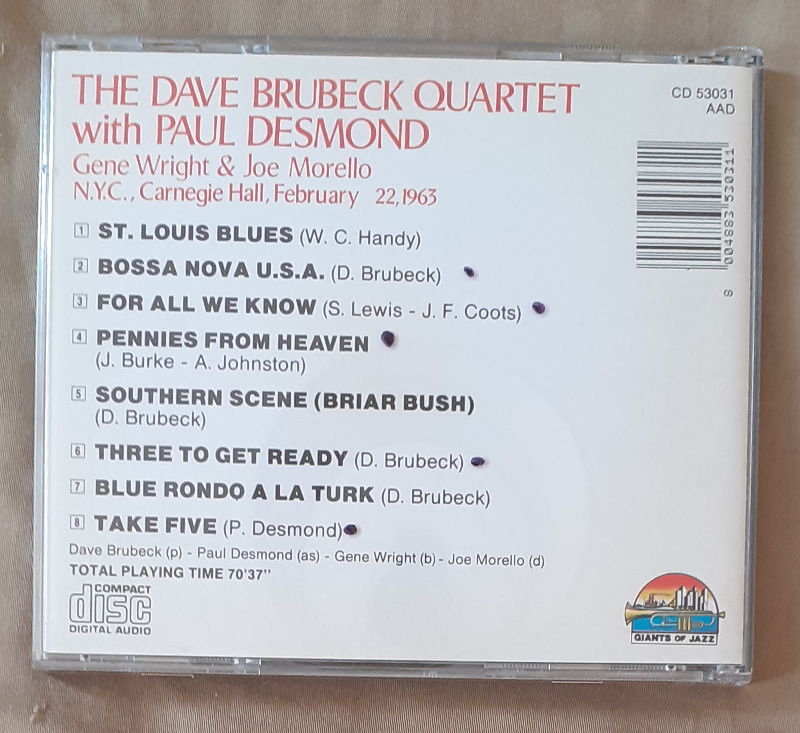 THE DAVE BRUBECK QUARTET
with PAUL DESMOND
Gene Wright & Joe Morello
N.Y.C., Carnegie Hall, February 22, 1963
CD 53031
AAD
1 ST. LOUIS BLUES (W. C. Handy)
2 BOSSA NOVA U.S.A. (D. Brubeck)
3 FOR ALL WE KNOW (S. Lewis - J. F. Coots)
4 PENNIES FROM HEAVEN
(J. Burke - A. Johnston)
5 SOUTHERN SCENE (BRIAR BUSH)
(D. Brubeck)
6 THREE TO GET READY (D. Brubeck)
7 BLUE RONDO A LA TURK (D. Brubeck)
8 TAKE FIVE (P. Desmond)
Dave Brubeck (p) - Paul Desmond (as) - Gene Wright (b) - Joe Morello (d)
TOTAL PLAYING TIME 70'37"
COMPACT
disc
DIGITAL AUDIO
004883 530311
8
GIANTS OF JAZZ